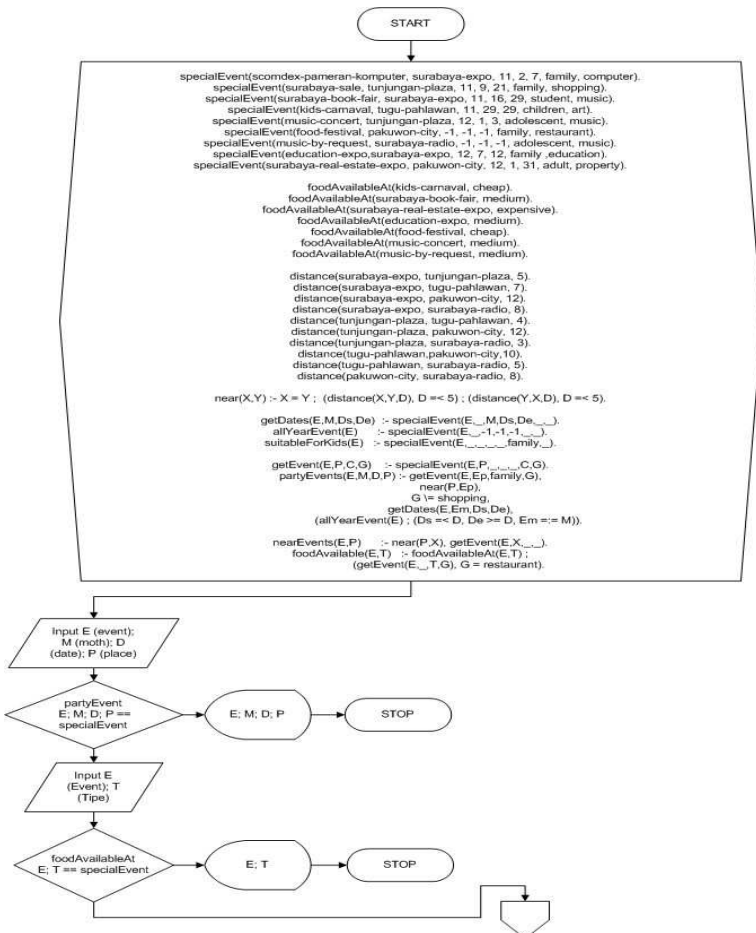 START
specialEvent(scomdex-pameran-komputer, surabaya-expo, 11, 2, 7, family, computer).
specialEvent(surabaya-sale, tunjungan-plaza, 11, 9, 21, family, shopping).
specialEvent(surabaya-book-fair, surabaya-expo, 11, 16, 29, student, music).
specialEvent(kids-carnaval, tugu-pahlawan, 11, 29, 29, children, art).
specialEvent(music-concert, tunjungan-plaza, 12, 1, 3, adolescent, music).
specialEvent(food-festival, pakuwon-city, -1, -1, -1, family, restaurant).
specialEvent(music-by-request, surabaya-radio, -1, -1, -1, adolescent, music).
specialEvent(education-expo,surabaya-expo, 12, 7, 12, family ,education).
specialEvent(surabaya-real-estate-expo, pakuwon-city, 12, 1, 31, adult, property).
foodAvailableAt(kids-carnaval, cheap).
foodAvailableAt(surabaya-book-fair, medium).
foodAvailableAt(surabaya-real-estate-expo, expensive).
foodAvailableAt(education-expo, medium).
foodAvailableAt(food-festival, cheap).
foodAvailableAt(music-concert, medium).
foodAvailableAt(music-by-request, medium).
distance(surabaya-expo, tunjungan-plaza, 5).
distance(surabaya-expo, tugu-pahlawan, 7).
distance(surabaya-expo, pakuwon-city, 12).
distance(surabaya-expo, surabaya-radio, 8).
distance(tunjungan-plaza, tugu-pahlawan, 4).
distance(tunjungan-plaza, pakuwon-city, 12).
distance(tunjungan-plaza, surabaya-radio, 3).
distance(tugu-pahlawan,pakuwon-city,10).
distance(tugu-pahlawan, surabaya-radio, 5).
distance(pakuwon-city, surabaya-radio, 8).
near(X,Y) :- X = Y ; (distance(X,Y,D), D =< 5) ; (distance(Y,X,D), D =< 5).
getDates(E,M,Ds,De) :- specialEvent(E,_,M,Ds,De,_,_).
allYearEvent(E) :- specialEvent(E,_,-1,-1,-1,_,_).
suitableForKids(E) :- specialEvent(E,_,_,_,_,family,_).
getEvent(E,P,C,G) :- specialEvent(E,P,_,_,_,C,G).
partyEvents(E,M,D,P) :- getEvent(E,Ep,family,G),
near(P,Ep),
G \= shopping,
getDates(E,Em,Ds,De),
(allYearEvent(E) ; (Ds =< D, De >= D, Em =:= M)).
nearEvents(E,P) :- near(P,X), getEvent(E,X,_,_).
foodAvailable(E,T) :- foodAvailableAt(E,T) ;
(getEvent(E,_,T,G), G = restaurant).
Input E (event);
M (moth); D
(date); P (place)
partyEvent
E; M; D; P ==
specialEvent
E; M; D; P
STOP
Input E
(Event); T
(Tipe)
foodAvailableAt
E; T == specialEvent
E; T
STOP